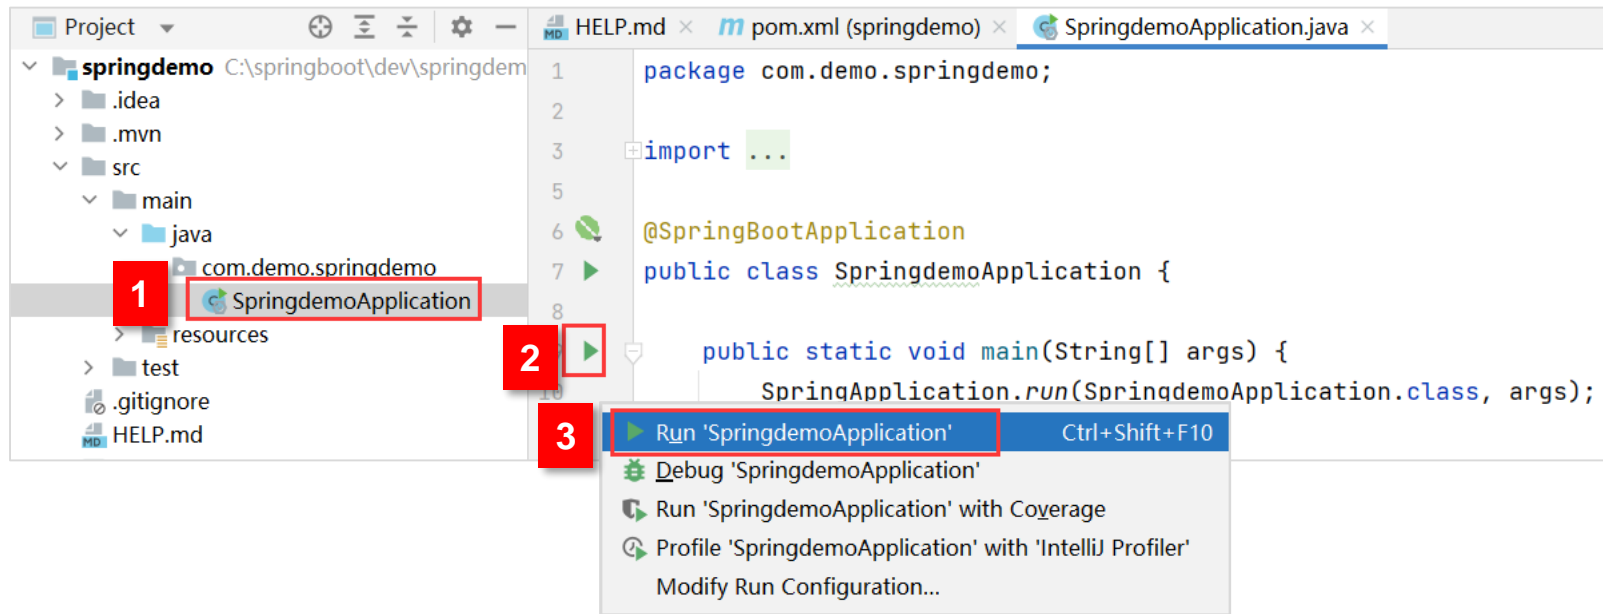 Project
springdemo C:\springboot\dev\springdem
.idea
.mvn
src
main
java
com.demo.springdemo
1
SpringdemoApplication
resources
test
.gitignore
MD HELP.md
MD HELP.md × m pom.xml (springdemo) × SpringdemoApplication.java ×
1 package com.demo.springdemo;
2
3 import ...
5
6 @SpringBootApplication
7 public class SpringdemoApplication {
8
2 public static void main(String[] args) {
10 SpringApplication.run(SpringdemoApplication.class, args);
3 Run 'SpringdemoApplication' Ctrl+Shift+F10
Debug 'SpringdemoApplication'
Run 'SpringdemoApplication' with Coverage
Profile 'SpringdemoApplication' with 'IntelliJ Profiler'
Modify Run Configuration...